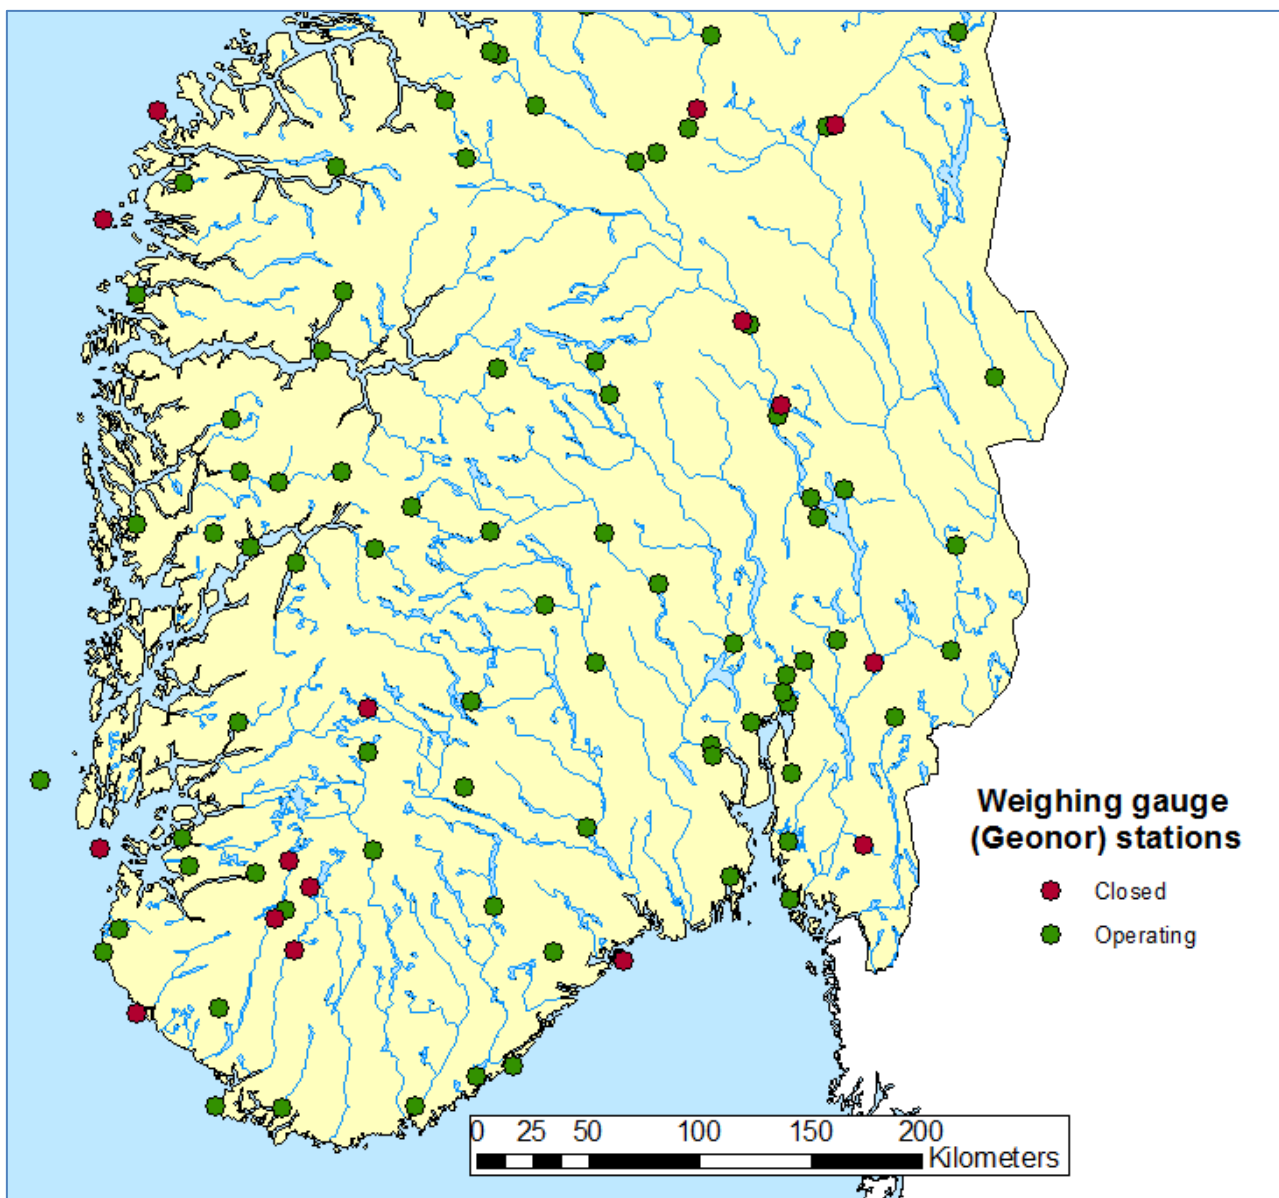 Weighing gauge
(Geonor) stations
Closed
Operating
0 25 50 100 150 200
Kilometers